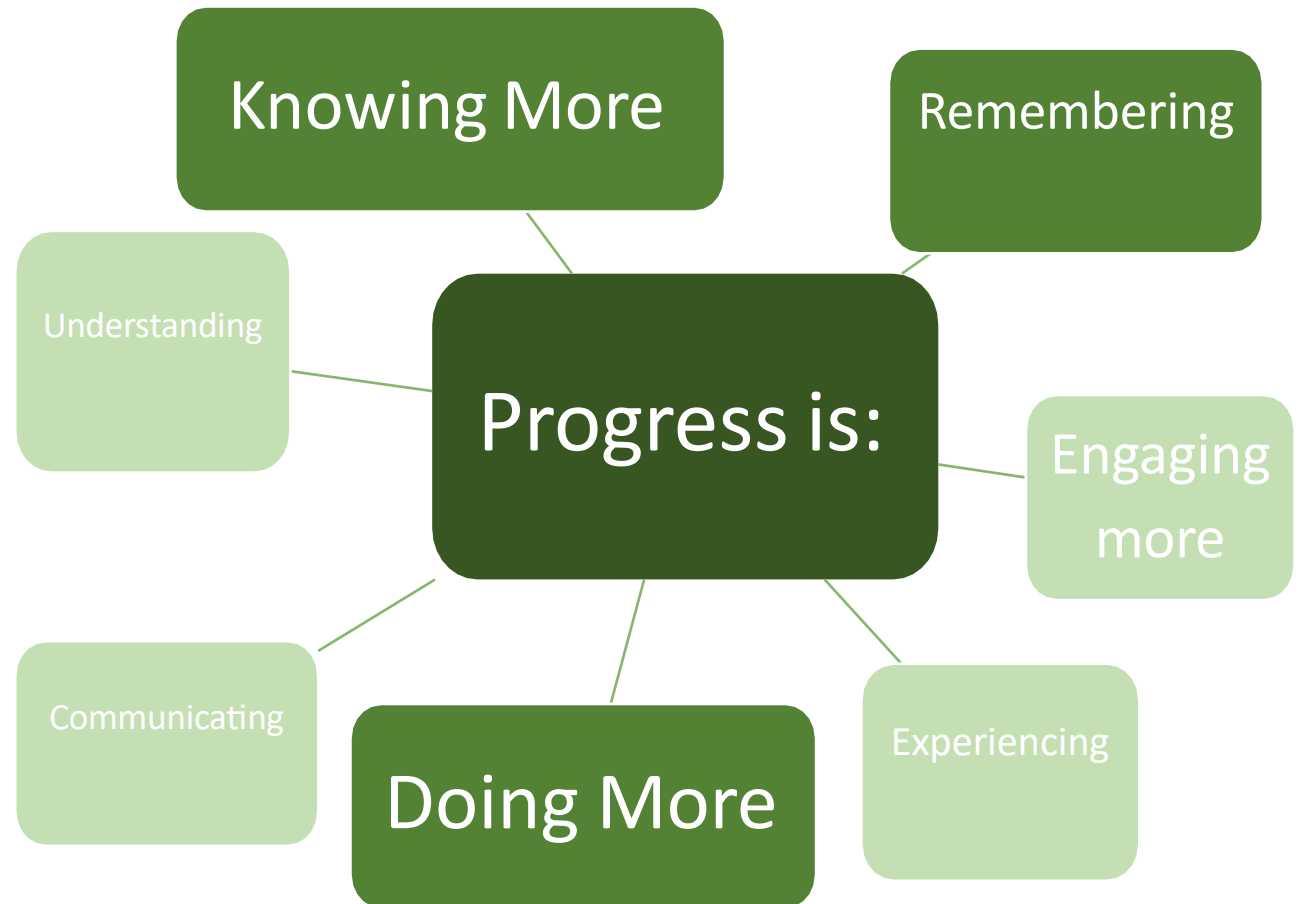 Knowing More
Remembering
Understanding
Progress is:
Engaging
more
Communicating
Experiencing
Doing More